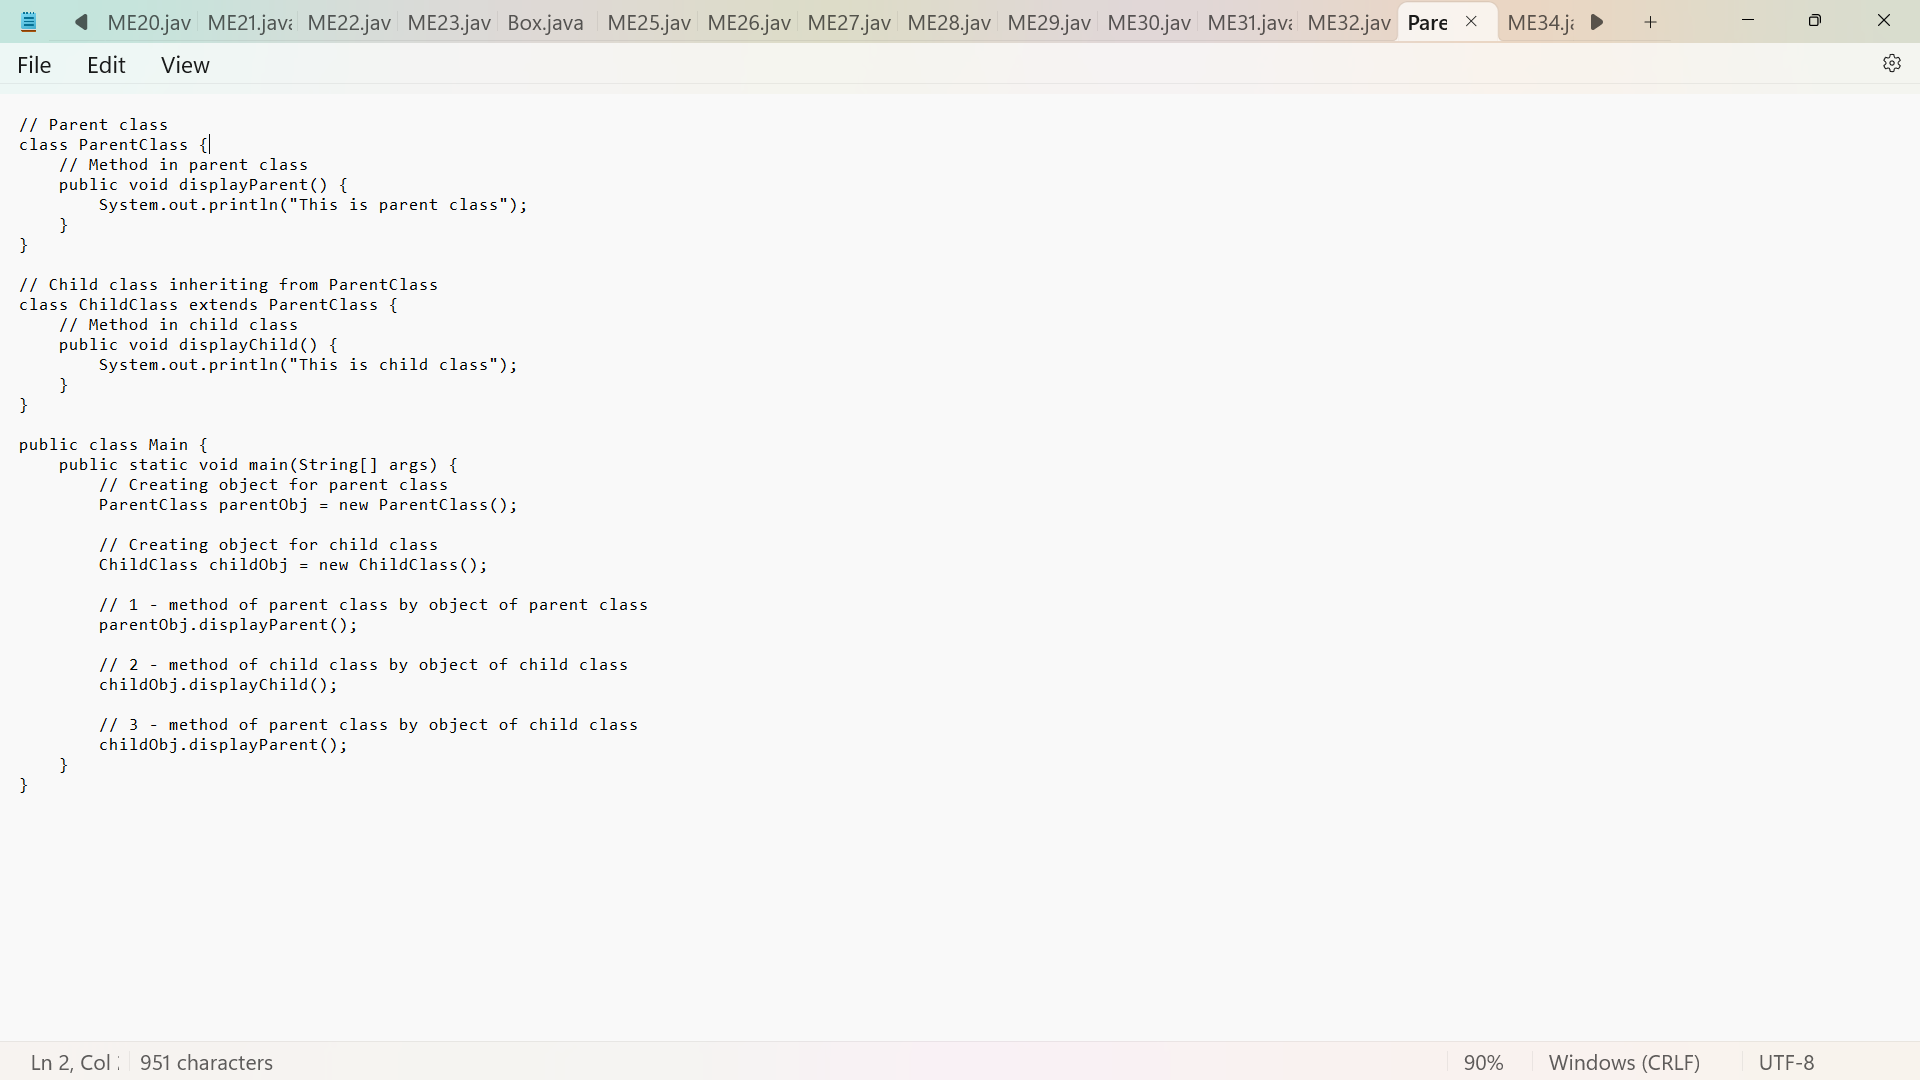 ME20.jav ME21.java ME22.jav ME23.jav Box.java ME25.jav ME26.jav ME27.jav ME28.jav ME29.jav ME30.jav ME31.java ME32.jav Pare ME34.ja
File Edit View
// Parent class
class ParentClass {
    // Method in parent class
    public void displayParent() {
        System.out.println("This is parent class");
    }
}
// Child class inheriting from ParentClass
class ChildClass extends ParentClass {
    // Method in child class
    public void displayChild() {
        System.out.println("This is child class");
    }
}
public class Main {
    public static void main(String[] args) {
        // Creating object for parent class
        ParentClass parentObj = new ParentClass();
        // Creating object for child class
        ChildClass childObj = new ChildClass();
        // 1 - method of parent class by object of parent class
        parentObj.displayParent();
        // 2 - method of child class by object of child class
        childObj.displayChild();
        // 3 - method of parent class by object of child class
        childObj.displayParent();
    }
}
Ln 2, Col 951 characters 90% Windows (CRLF) UTF-8